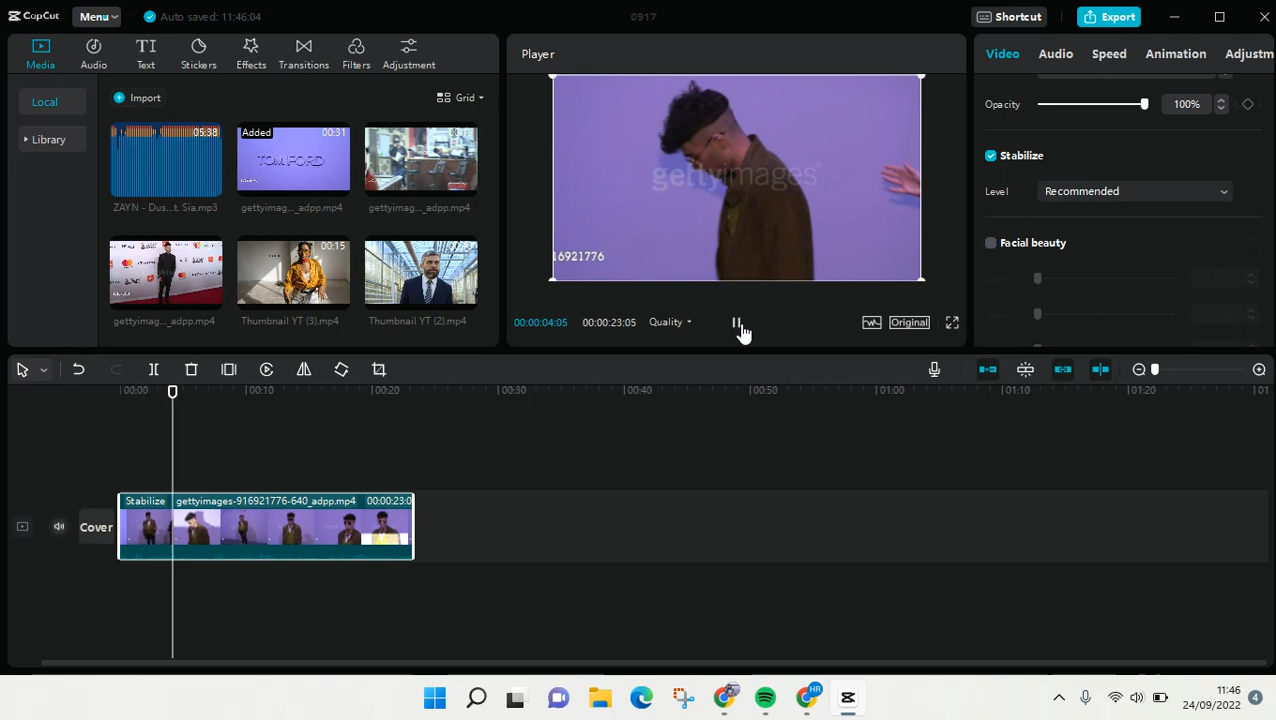 CapCut Menu Auto saved: 11:46:04 0917 Shortcut Export
Media Audio Text Stickers Effects Transitions Filters Adjustment
Player
Video Audio Speed Animation Adjustm
Local
Library
Import Grid
05:38
Added 00:31
TOM FORD
ZAYN - Dus...t. Sia.mp3 gettyimag..._adpp.mp4 gettyimag..._adpp.mp4
00:15
gettyimag..._adpp.mp4 Thumbnail YT (3).mp4 Thumbnail YT (2).mp4
gettyimages
16921776
00:00:04:05 00:00:23:05 Quality Original
Opacity 100%
Stabilize
Level Recommended
Facial beauty
00:00 00:10 00:20 00:30 00:40 00:50 01:00 01:10 01:20 01
Stabilize gettyimages-916921776-640_adpp.mp4 00:00:23:0
Cover
HR
11:46
24/09/2022
4